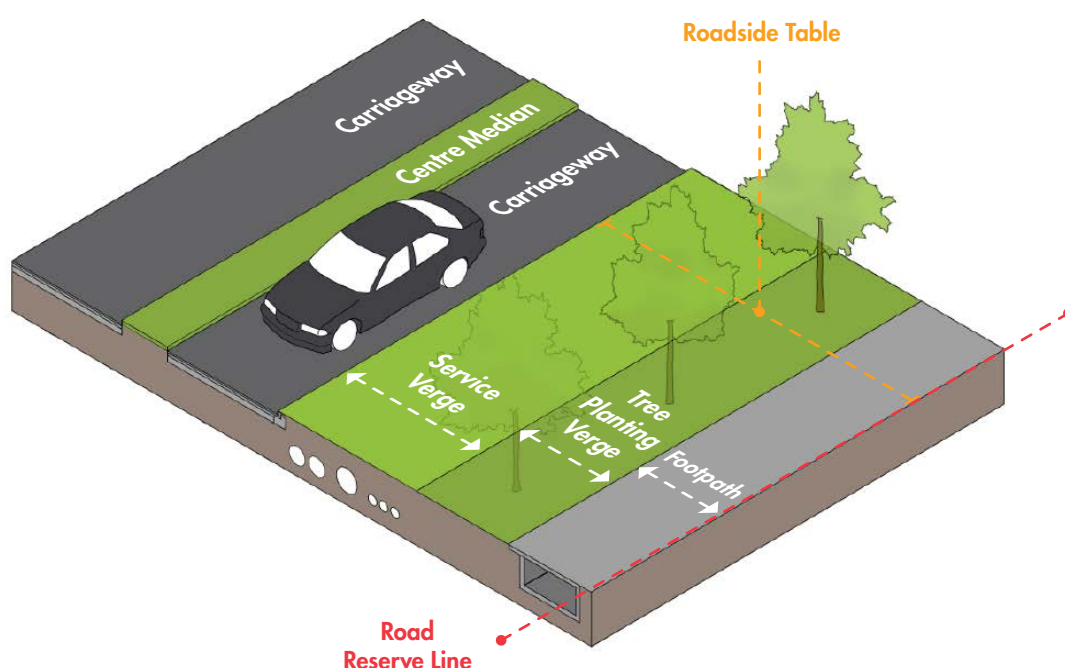 Roadside Table
Carriageway
Centre Median
Carriageway
Service
Verge
Tree
Planting
Verge
Footpath
Road
Reserve Line